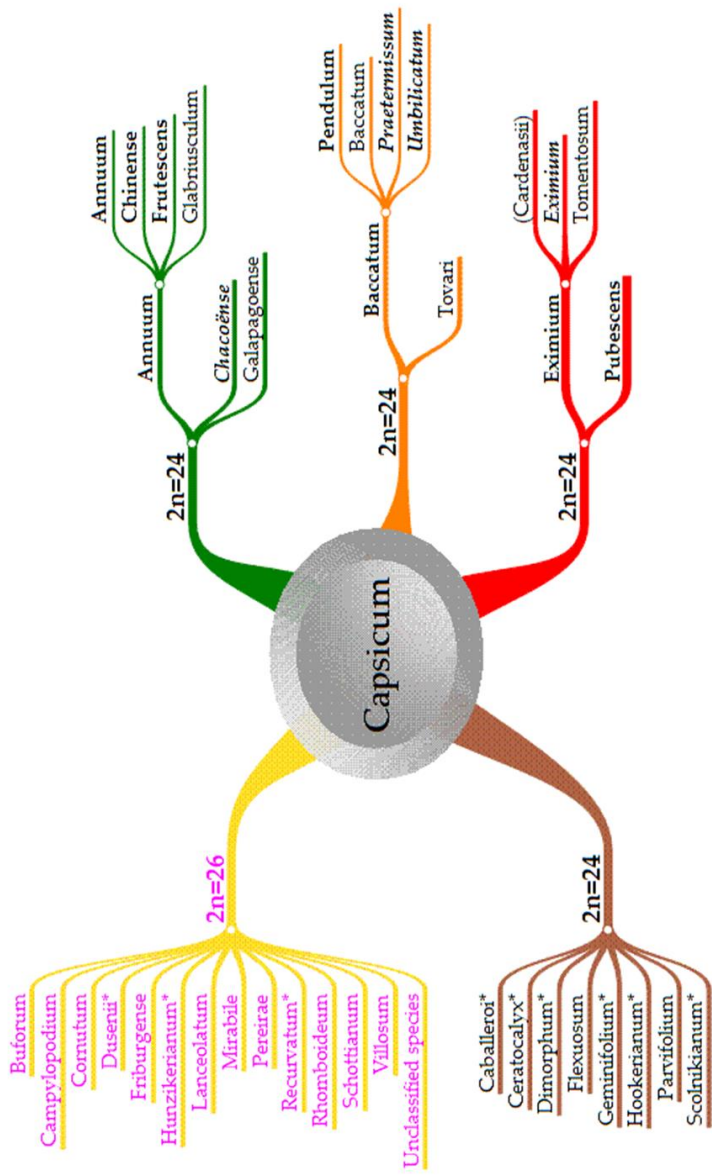 Capsicum
2n=24
Annuum
Annuum
Chinense
Frutescens
Glabriusculum
Chacoënse
Galapagoense
2n=24
Baccatum
Pendulum
Baccatum
Praetermissum
Umbilicatum
Tovari
2n=24
Eximium
(Cardenasii)
Eximium
Tomentosum
Pubescens
2n=26
Buforum
Campylopodium
Cornutum
Dusenii*
Friburgense
Hunzikerianum*
Lanceolatum
Mirabile
Pereirae
Recurvatum*
Rhomboideum
Schottianum
Villosum
Unclassified species
2n=24
Caballeroi*
Ceratocalyx*
Dimorphum*
Flexuosum
Geminifolium*
Hookerianum*
Parvifolium
Scolnukianum*